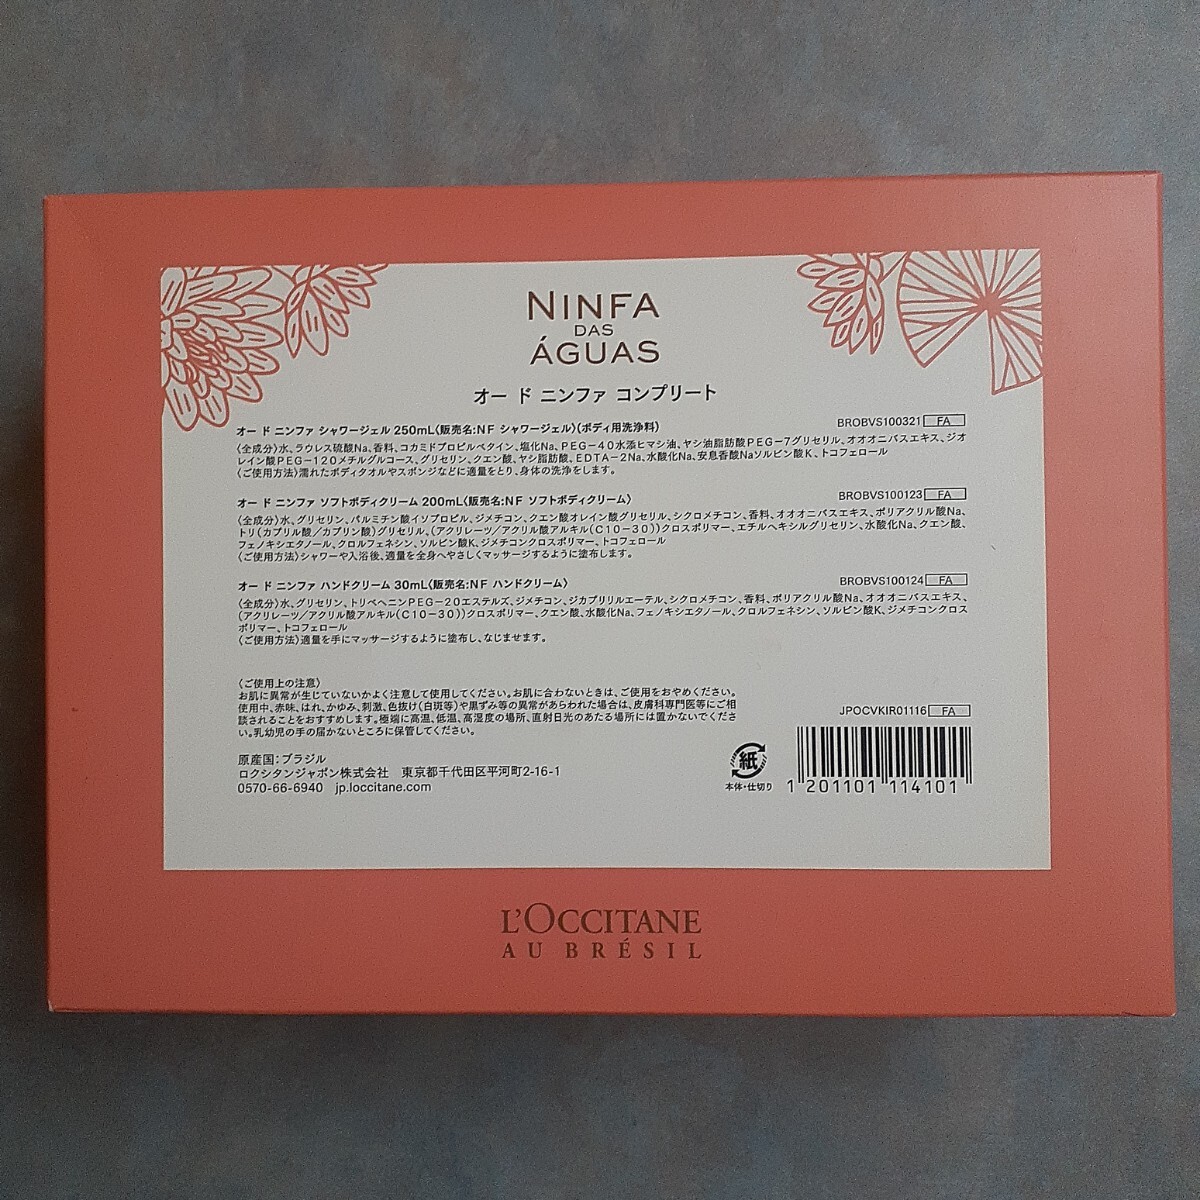 NINFA
DAS
ÁGUAS
オー ド ニンファ コンプリート
オー ド ニンファ シャワージェル 250mL〈販売名:NF シャワージェル〉(ボディ用洗浄料)
BROBVS100321 FA
〈全成分〉水、ラウレス硫酸Na、香料、コカミドプロピルベタイン、塩化Na、PEG-40水添ヒマシ油、ヤシ油脂肪酸PEG-7グリセリル、オオオニバスエキス、ジオ
レイン酸PEG-120メチルグルコース、グリセリン、クエン酸、ヤシ脂肪酸、EDTA-2Na、水酸化Na、安息香酸Naソルビン酸K、トコフェロール
〈ご使用方法〉濡れたボディタオルやスポンジなどに適量をとり、身体の洗浄をします。
オー ド ニンファ ソフトボディクリーム 200mL〈販売名:NF ソフトボディクリーム〉
BROBVS100123 FA
〈全成分〉水、グリセリン、パルミチン酸イソプロピル、ジメチコン、クエン酸オレイン酸グリセリル、シクロメチコン、香料、オオオニバスエキス、ポリアクリル酸Na、
トリ(カプリル酸/カプリン酸)グリセリル、(アクリレーツ/アクリル酸アルキル(C10-30))クロスポリマー、エチルヘキシルグリセリン、水酸化Na、クエン酸、
フェノキシエタノール、クロルフェネシン、ソルビン酸K、ジメチコンクロスポリマー、トコフェロール
〈ご使用方法〉シャワーや入浴後、適量を全身へやさしくマッサージするように塗布します。
オー ド ニンファ ハンドクリーム 30mL〈販売名:NF ハンドクリーム〉
BROBVS100124 FA
〈全成分〉水、グリセリン、トリベヘニンPEG-20エステルズ、ジメチコン、ジカプリリルエーテル、シクロメチコン、香料、ポリアクリル酸Na、オオオニバスエキス、
(アクリレーツ/アクリル酸アルキル(C10-30))クロスポリマー、クエン酸、水酸化Na、フェノキシエタノール、クロルフェネシン、ソルビン酸K、ジメチコンクロス
ポリマー、トコフェロール
〈ご使用方法〉適量を手にマッサージするように塗布し、なじませます。
〈ご使用上の注意〉
お肌に異常が生じていないかよく注意して使用してください。お肌に合わないときは、ご使用をおやめください。
使用中、赤味、はれ、かゆみ、刺激、色抜け(白斑等)や黒ずみ等の異常があらわれた場合は、皮膚科専門医等にご相
談されることをおすすめします。極端に高温、低温、高湿度の場所、直射日光のあたる場所には置かないでくださ
い。乳幼児の手の届かないところに保管してください。
原産国:ブラジル
ロクシタンジャポン株式会社 東京都千代田区平河町2-16-1
0570-66-6940 jp.loccitane.com
JPOCVKIR01116 FA
紙
本体・仕切り
1 201101 114101
L'OCCITANE
AU BRÉSIL